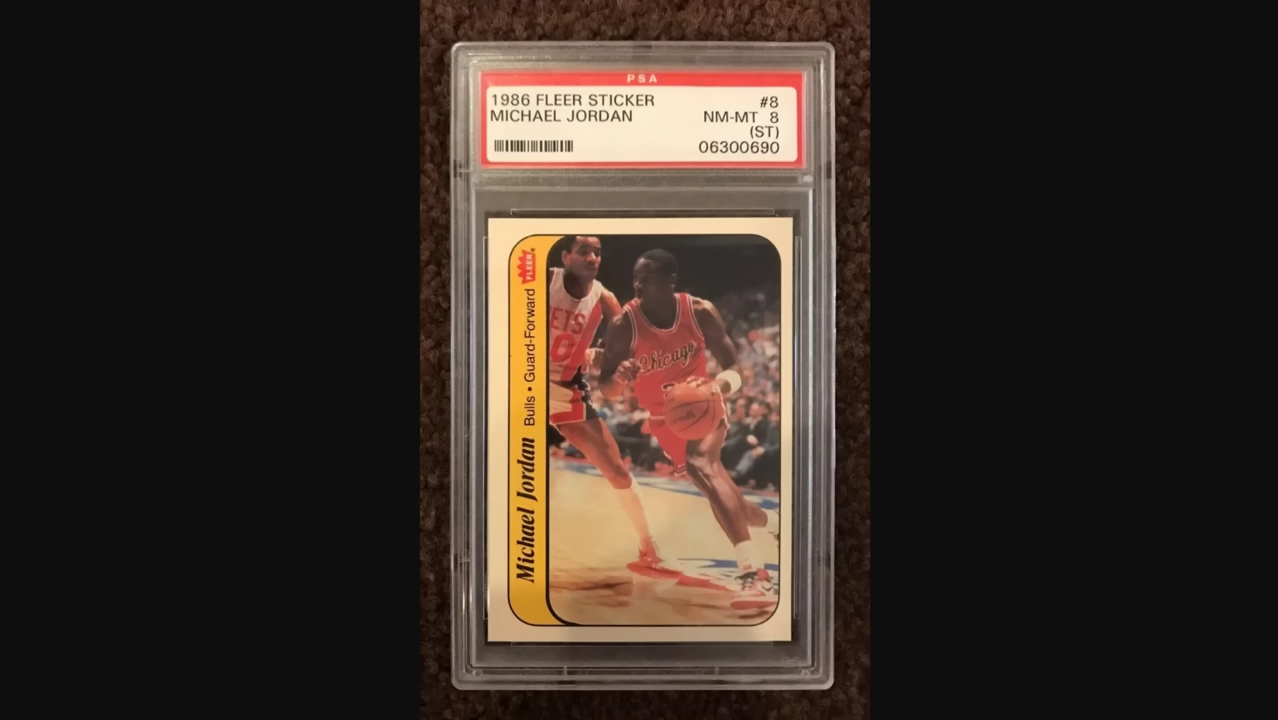 PSA
1986 FLEER STICKER #8
MICHAEL JORDAN NM-MT 8
(ST)
06300690
FLEER
Michael Jordan Bulls • Guard-Forward
ETS
Chicago